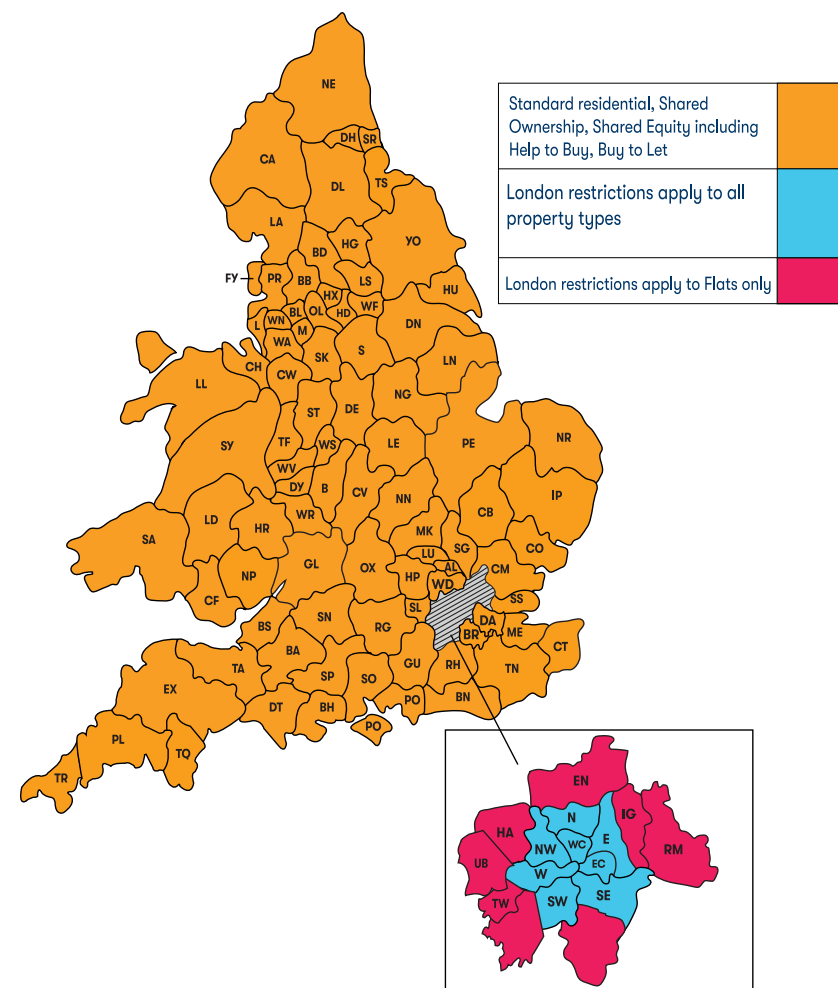 NE
Standard residential, Shared
Ownership, Shared Equity including
Help to Buy, Buy to Let
DH
SR
CA
DL
TS
London restrictions apply to all
property types
LA
YO
BD
HG
FY
PR
BB
LS
London restrictions apply to Flats only
HU
HX
WF
L
WN
BL
OL
HD
DN
M
WA
SK
S
LN
CH
CW
LL
NG
ST
DE
SY
TF
WS
LE
PE
NR
WV
DY
B
CV
NN
IP
WR
CB
LD
HR
MK
SA
CO
LU
SG
GL
OX
AL
CM
NP
HP
WD
CF
SS
SL
SN
DA
BS
RG
BR
ME
CT
BA
TA
GU
RH
TN
SP
SO
EX
PO
BN
DT
BH
PO
PL
TQ
TR
EN
N
IG
HA
E
NW
WC
RM
UB
EC
W
SW
SE
TW